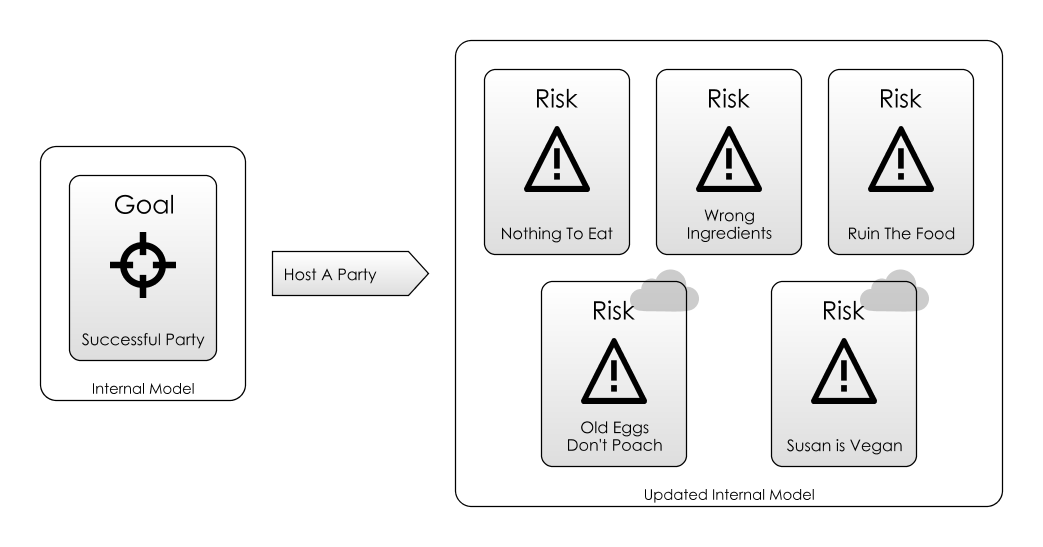 Goal
Successful Party
Internal Model
Host A Party
Risk
Nothing To Eat
Risk
Wrong
Ingredients
Risk
Ruin The Food
Risk
Old Eggs
Don't Poach
Risk
Susan is Vegan
Updated Internal Model